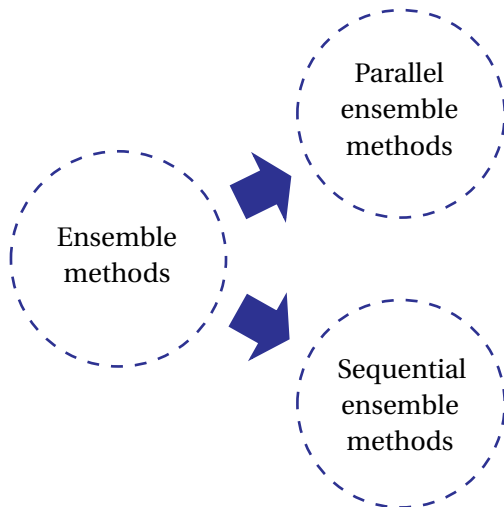 Ensemble
methods
Parallel
ensemble
methods
Sequential
ensemble
methods